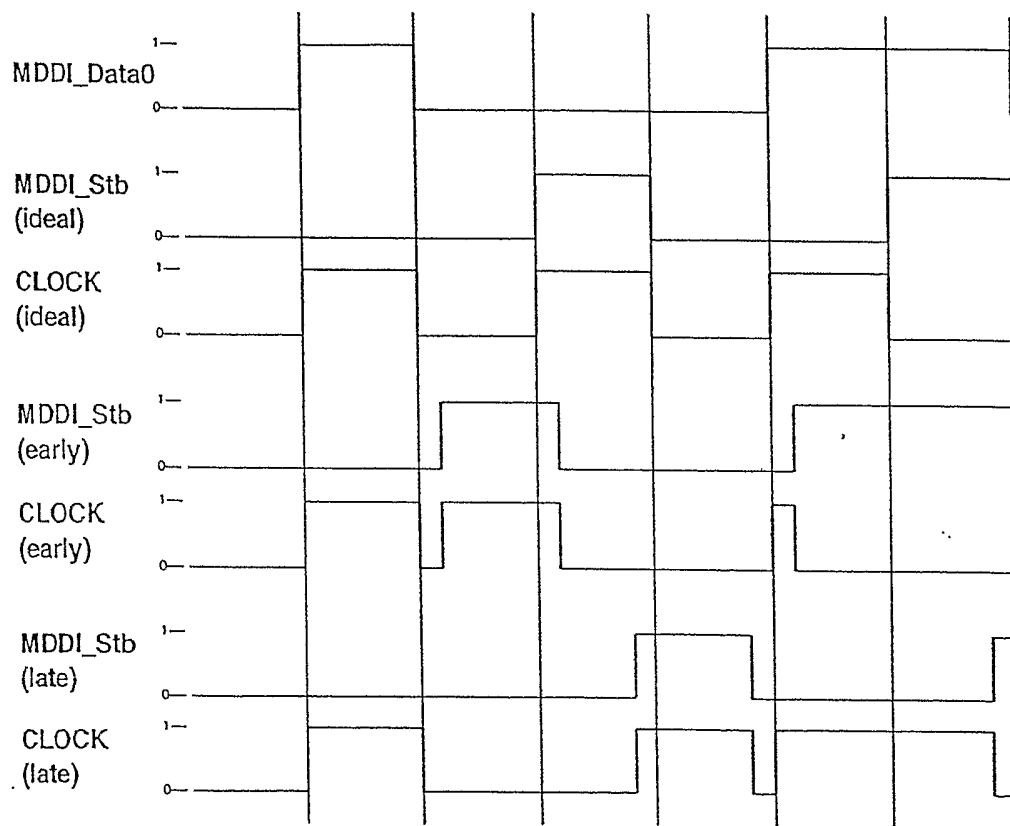 1—
MDDI_Data0
0—
1—
MDDI_Stb
(ideal)
0—
1—
CLOCK
(ideal)
0—
1—
MDDI_Stb
(early)
0—
1—
CLOCK
(early)
0—
1—
MDDI_Stb
(late)
0—
1—
CLOCK
(late)
0—